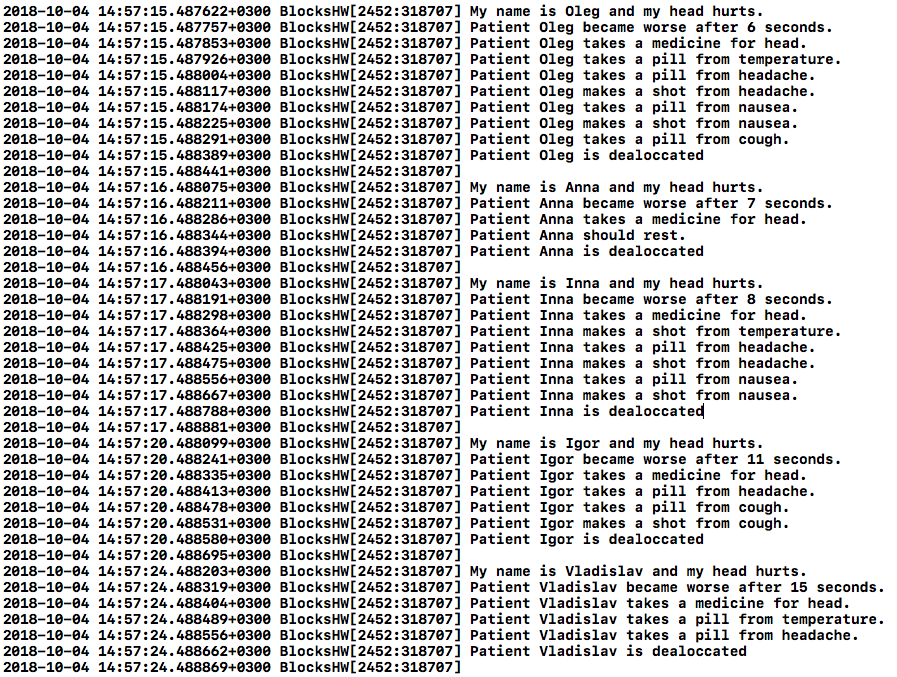 2018-10-04 14:57:15.487622+0300 BlocksHW[2452:318707] My name is Oleg and my head hurts.
2018-10-04 14:57:15.487757+0300 BlocksHW[2452:318707] Patient Oleg became worse after 6 seconds.
2018-10-04 14:57:15.487853+0300 BlocksHW[2452:318707] Patient Oleg takes a medicine for head.
2018-10-04 14:57:15.487926+0300 BlocksHW[2452:318707] Patient Oleg takes a pill from temperature.
2018-10-04 14:57:15.488004+0300 BlocksHW[2452:318707] Patient Oleg takes a pill from headache.
2018-10-04 14:57:15.488117+0300 BlocksHW[2452:318707] Patient Oleg makes a shot from headache.
2018-10-04 14:57:15.488174+0300 BlocksHW[2452:318707] Patient Oleg takes a pill from nausea.
2018-10-04 14:57:15.488225+0300 BlocksHW[2452:318707] Patient Oleg makes a shot from nausea.
2018-10-04 14:57:15.488291+0300 BlocksHW[2452:318707] Patient Oleg takes a pill from cough.
2018-10-04 14:57:15.488389+0300 BlocksHW[2452:318707] Patient Oleg is dealoccated
2018-10-04 14:57:15.488441+0300 BlocksHW[2452:318707]
2018-10-04 14:57:16.488075+0300 BlocksHW[2452:318707] My name is Anna and my head hurts.
2018-10-04 14:57:16.488211+0300 BlocksHW[2452:318707] Patient Anna became worse after 7 seconds.
2018-10-04 14:57:16.488286+0300 BlocksHW[2452:318707] Patient Anna takes a medicine for head.
2018-10-04 14:57:16.488344+0300 BlocksHW[2452:318707] Patient Anna should rest.
2018-10-04 14:57:16.488394+0300 BlocksHW[2452:318707] Patient Anna is dealoccated
2018-10-04 14:57:16.488456+0300 BlocksHW[2452:318707]
2018-10-04 14:57:17.488043+0300 BlocksHW[2452:318707] My name is Inna and my head hurts.
2018-10-04 14:57:17.488191+0300 BlocksHW[2452:318707] Patient Inna became worse after 8 seconds.
2018-10-04 14:57:17.488298+0300 BlocksHW[2452:318707] Patient Inna takes a medicine for head.
2018-10-04 14:57:17.488364+0300 BlocksHW[2452:318707] Patient Inna makes a shot from temperature.
2018-10-04 14:57:17.488425+0300 BlocksHW[2452:318707] Patient Inna takes a pill from headache.
2018-10-04 14:57:17.488475+0300 BlocksHW[2452:318707] Patient Inna makes a shot from headache.
2018-10-04 14:57:17.488556+0300 BlocksHW[2452:318707] Patient Inna takes a pill from nausea.
2018-10-04 14:57:17.488667+0300 BlocksHW[2452:318707] Patient Inna makes a shot from nausea.
2018-10-04 14:57:17.488788+0300 BlocksHW[2452:318707] Patient Inna is dealoccated
2018-10-04 14:57:17.488881+0300 BlocksHW[2452:318707]
2018-10-04 14:57:20.488099+0300 BlocksHW[2452:318707] My name is Igor and my head hurts.
2018-10-04 14:57:20.488241+0300 BlocksHW[2452:318707] Patient Igor became worse after 11 seconds.
2018-10-04 14:57:20.488335+0300 BlocksHW[2452:318707] Patient Igor takes a medicine for head.
2018-10-04 14:57:20.488413+0300 BlocksHW[2452:318707] Patient Igor takes a pill from headache.
2018-10-04 14:57:20.488478+0300 BlocksHW[2452:318707] Patient Igor takes a pill from cough.
2018-10-04 14:57:20.488531+0300 BlocksHW[2452:318707] Patient Igor makes a shot from cough.
2018-10-04 14:57:20.488580+0300 BlocksHW[2452:318707] Patient Igor is dealoccated
2018-10-04 14:57:20.488695+0300 BlocksHW[2452:318707]
2018-10-04 14:57:24.488203+0300 BlocksHW[2452:318707] My name is Vladislav and my head hurts.
2018-10-04 14:57:24.488319+0300 BlocksHW[2452:318707] Patient Vladislav became worse after 15 seconds.
2018-10-04 14:57:24.488404+0300 BlocksHW[2452:318707] Patient Vladislav takes a medicine for head.
2018-10-04 14:57:24.488489+0300 BlocksHW[2452:318707] Patient Vladislav takes a pill from temperature.
2018-10-04 14:57:24.488556+0300 BlocksHW[2452:318707] Patient Vladislav takes a pill from headache.
2018-10-04 14:57:24.488662+0300 BlocksHW[2452:318707] Patient Vladislav is dealoccated
2018-10-04 14:57:24.488869+0300 BlocksHW[2452:318707]